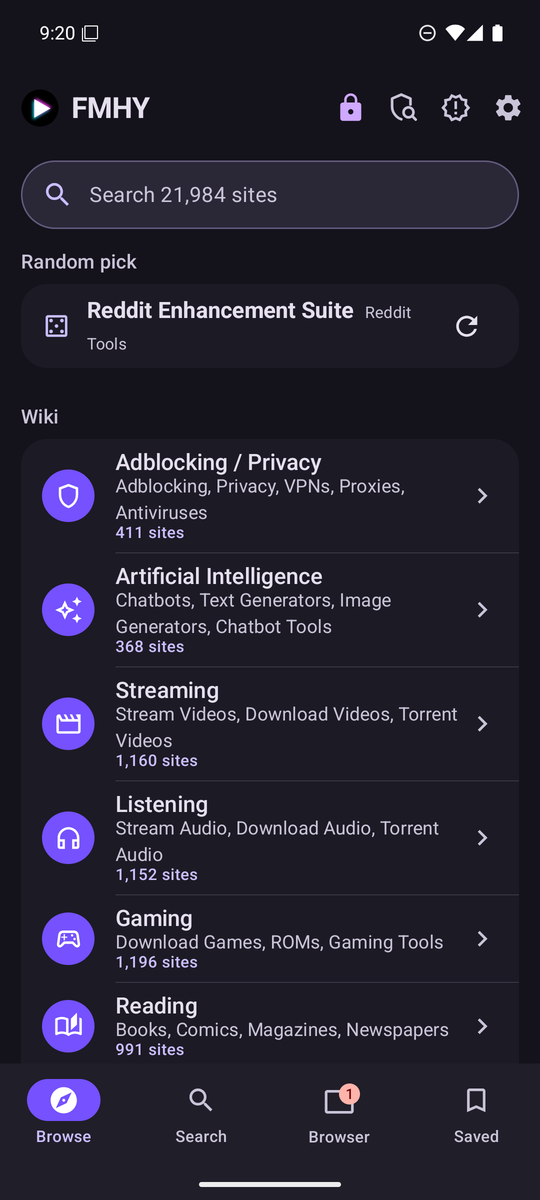 9:20
FMHY
Search 21,984 sites
Random pick
Reddit Enhancement Suite Reddit
Tools
Wiki
Adblocking / Privacy
Adblocking, Privacy, VPNs, Proxies,
Antiviruses
411 sites
Artificial Intelligence
Chatbots, Text Generators, Image
Generators, Chatbot Tools
368 sites
Streaming
Stream Videos, Download Videos, Torrent
Videos
1,160 sites
Listening
Stream Audio, Download Audio, Torrent
Audio
1,152 sites
Gaming
Download Games, ROMs, Gaming Tools
1,196 sites
Reading
Books, Comics, Magazines, Newspapers
991 sites
1
Browse
Search
Browser
Saved